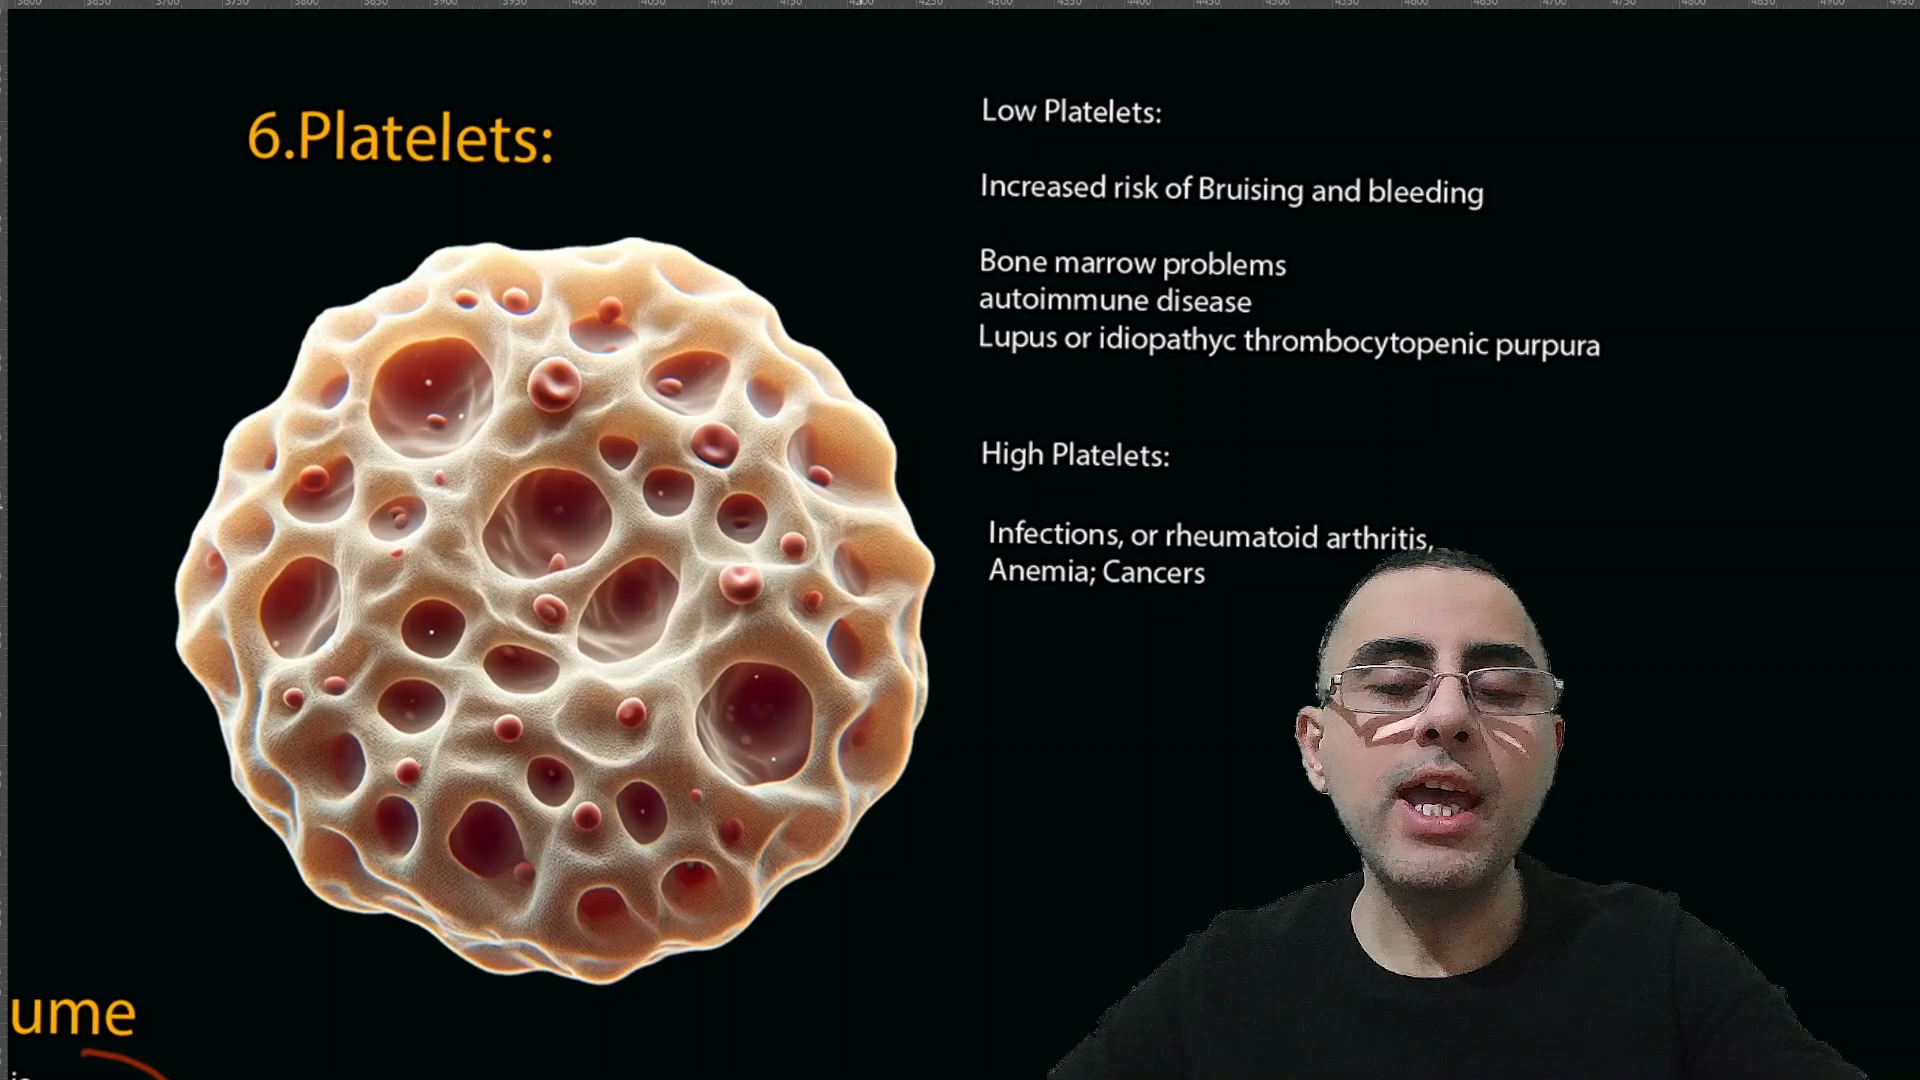 6.Platelets:
Low Platelets:
Increased risk of Bruising and bleeding
Bone marrow problems
autoimmune disease
Lupus or idiopathyc thrombocytopenic purpura
High Platelets:
Infections, or rheumatoid arthritis,
Anemia; Cancers
ume